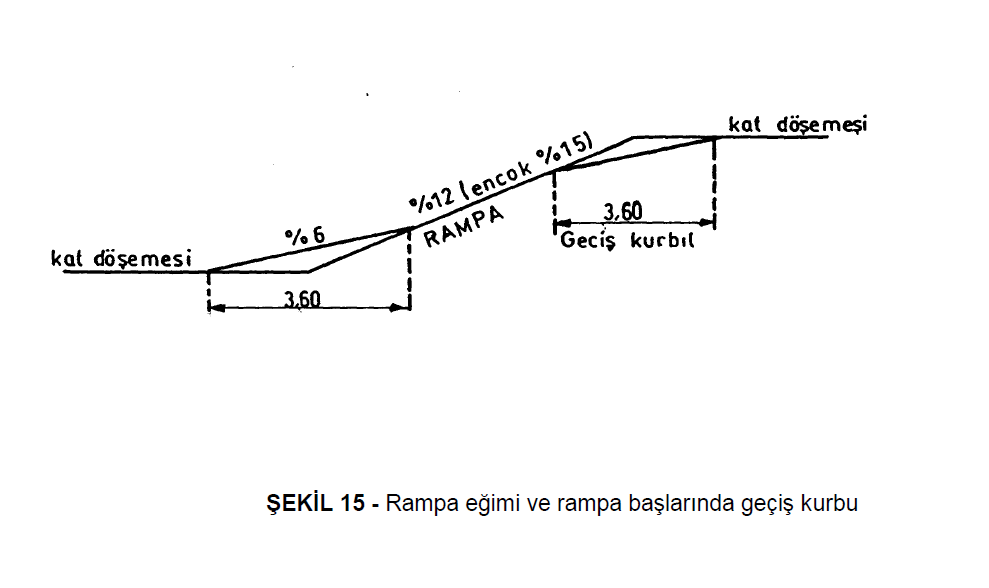 kat döşemeşi
%12 (encok %15)
RAMPA
3,60
Geciş kurbıl
% 6
kat döşemesi
3,60
ŞEKİL 15 - Rampa eğimi ve rampa başlarında geçiş kurbu